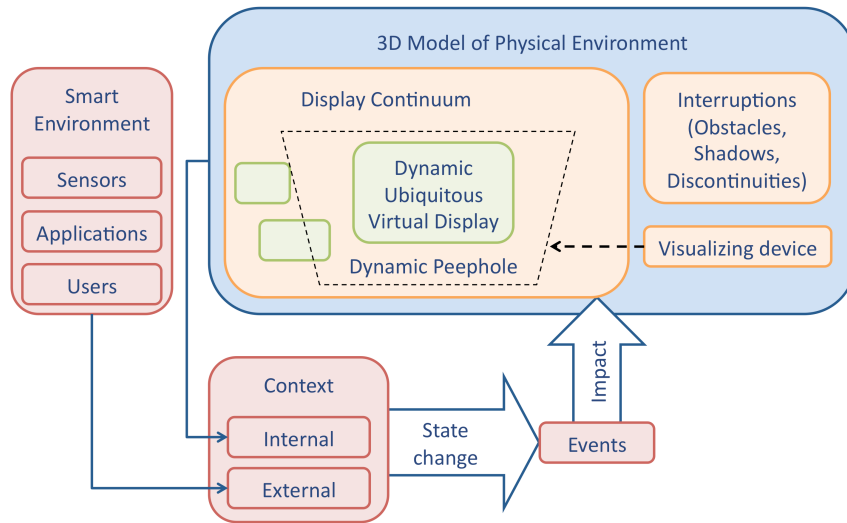 3D Model of Physical Environment
Smart
Environment
Sensors
Applications
Users
Display Continuum
Dynamic
Ubiquitous
Virtual Display
Dynamic Peephole
Interruptions
(Obstacles,
Shadows,
Discontinuities)
Visualizing device
Context
Internal
External
State
change
Events
Impact